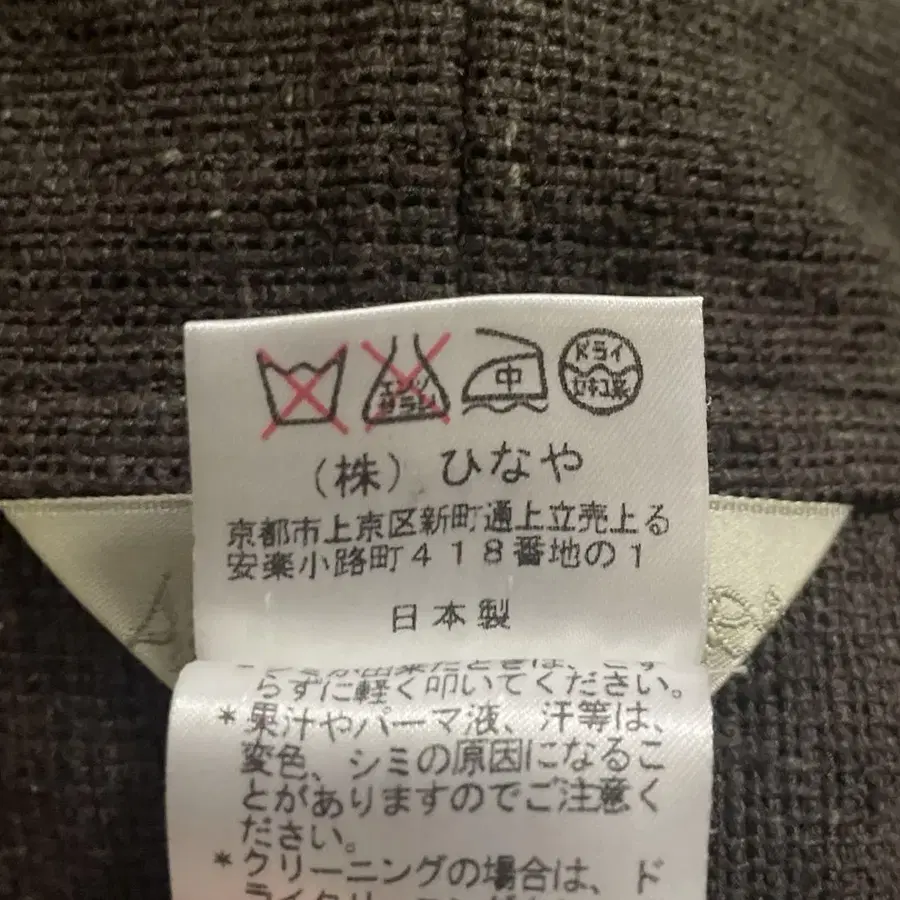 エンソ
サラシ
中
ドライ
セキユ系
(株) ひなや
京都市上京区新町通上立売上る
安楽小路町418番地の1
日本製
らずに軽く叩いてください。
*果汁やパーマ液、汗等は、
変色、シミの原因になるこ
とがありますのでご注意く
ださい。
*クリーニングの場合は、ド